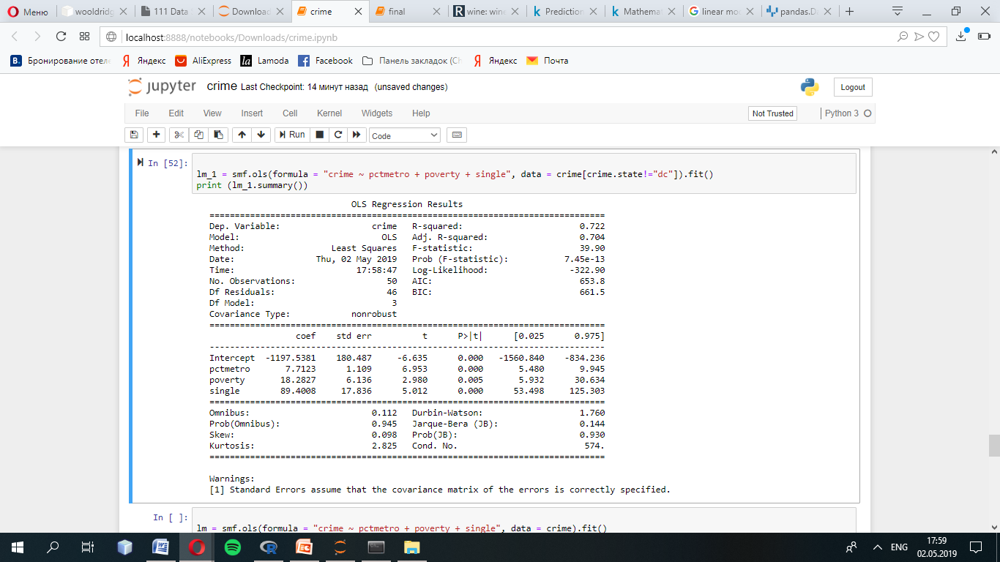 Меню wooldridg 111 Data Download crime final wine: wine Prediction Mathemat linear mo pandas.D
localhost:8888/notebooks/Downloads/crime.ipynb
Бронирование отеле Яндекс AliExpress Lamoda Facebook Панель закладок (Ch Яндекс Почта
jupyter crime Last Checkpoint: 14 минут назад (unsaved changes) Logout
File Edit View Insert Cell Kernel Widgets Help Not Trusted Python 3
Run Code
In [52]:
lm_1 = smf.ols(formula = "crime ~ pctmetro + poverty + single", data = crime[crime.state!="dc"]).fit()
print (lm_1.summary())
OLS Regression Results
==============================================================================
Dep. Variable: crime R-squared: 0.722
Model: OLS Adj. R-squared: 0.704
Method: Least Squares F-statistic: 39.90
Date: Thu, 02 May 2019 Prob (F-statistic): 7.45e-13
Time: 17:58:47 Log-Likelihood: -322.90
No. Observations: 50 AIC: 653.8
Df Residuals: 46 BIC: 661.5
Df Model: 3
Covariance Type: nonrobust
==============================================================================
coef std err t P>|t| [0.025 0.975]
------------------------------------------------------------------------------
Intercept -1197.5381 180.487 -6.635 0.000 -1560.840 -834.236
pctmetro 7.7123 1.109 6.953 0.000 5.480 9.945
poverty 18.2827 6.136 2.980 0.005 5.932 30.634
single 89.4008 17.836 5.012 0.000 53.498 125.303
==============================================================================
Omnibus: 0.112 Durbin-Watson: 1.760
Prob(Omnibus): 0.945 Jarque-Bera (JB): 0.144
Skew: 0.098 Prob(JB): 0.930
Kurtosis: 2.825 Cond. No. 574.
==============================================================================
Warnings:
[1] Standard Errors assume that the covariance matrix of the errors is correctly specified.
In [ ]:
lm = smf.ols(formula = "crime ~ pctmetro + poverty + single", data = crime).fit()
ENG 17:59
02.05.2019